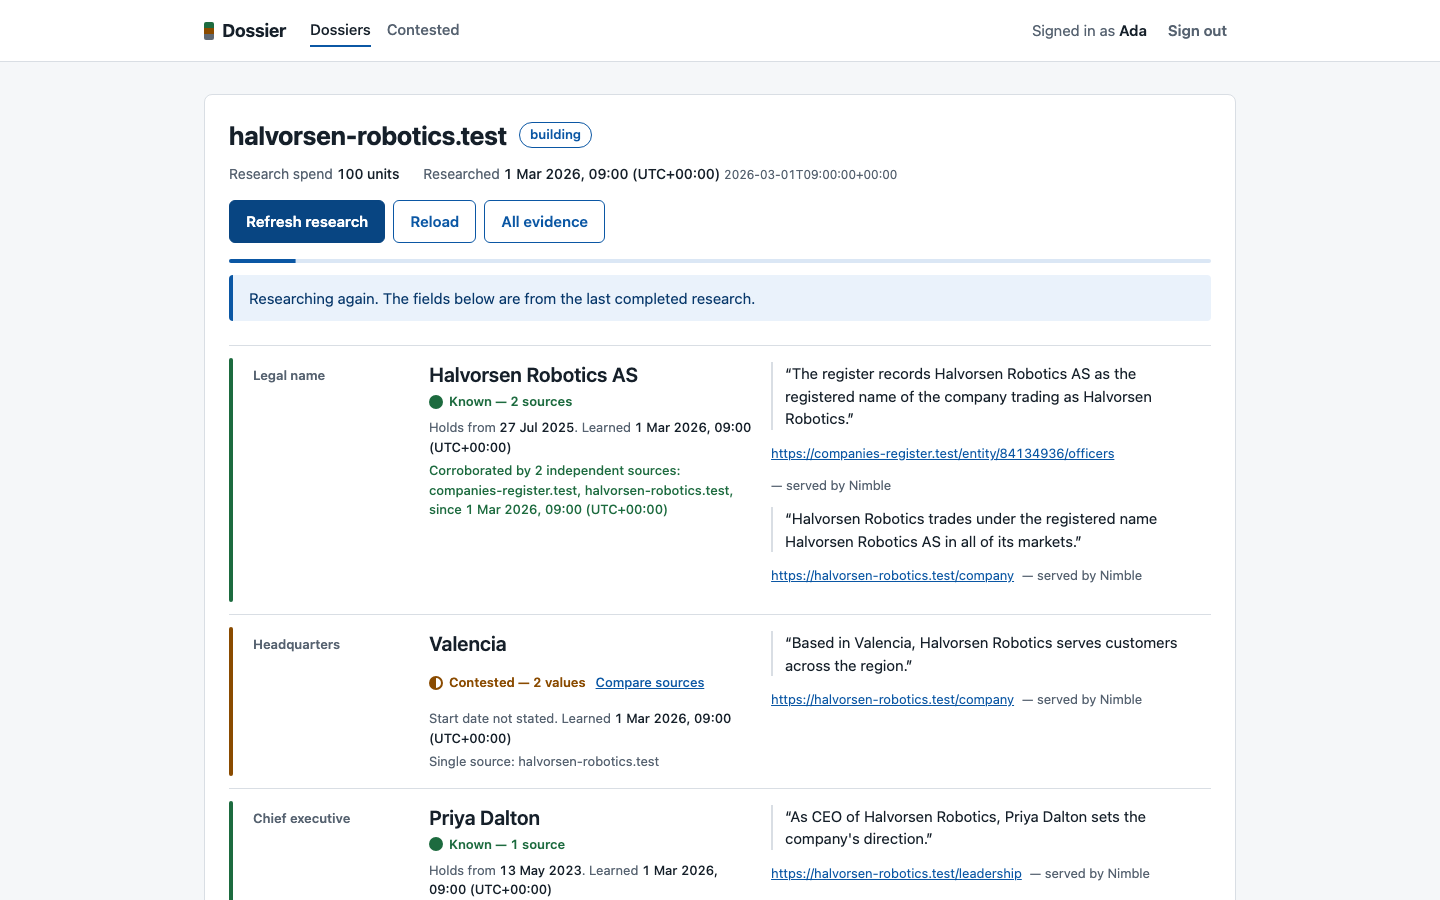 Dossier Dossiers Contested Signed in as Ada Sign out
halvorsen-robotics.test building
Research spend 100 units Researched 1 Mar 2026, 09:00 (UTC+00:00) 2026-03-01T09:00:00+00:00
Refresh research Reload All evidence
Researching again. The fields below are from the last completed research.
Legal name
Halvorsen Robotics AS
Known — 2 sources
Holds from 27 Jul 2025. Learned 1 Mar 2026, 09:00
(UTC+00:00)
Corroborated by 2 independent sources:
companies-register.test, halvorsen-robotics.test,
since 1 Mar 2026, 09:00 (UTC+00:00)
“The register records Halvorsen Robotics AS as the
registered name of the company trading as Halvorsen
Robotics.”
https://companies-register.test/entity/84134936/officers
— served by Nimble
“Halvorsen Robotics trades under the registered name
Halvorsen Robotics AS in all of its markets.”
https://halvorsen-robotics.test/company — served by Nimble
Headquarters
Valencia
Contested — 2 values Compare sources
Start date not stated. Learned 1 Mar 2026, 09:00
(UTC+00:00)
Single source: halvorsen-robotics.test
“Based in Valencia, Halvorsen Robotics serves customers
across the region.”
https://halvorsen-robotics.test/company — served by Nimble
Chief executive
Priya Dalton
Known — 1 source
Holds from 13 May 2023. Learned 1 Mar 2026,
09:00 (UTC+00:00)
“As CEO of Halvorsen Robotics, Priya Dalton sets the
company's direction.”
https://halvorsen-robotics.test/leadership — served by Nimble